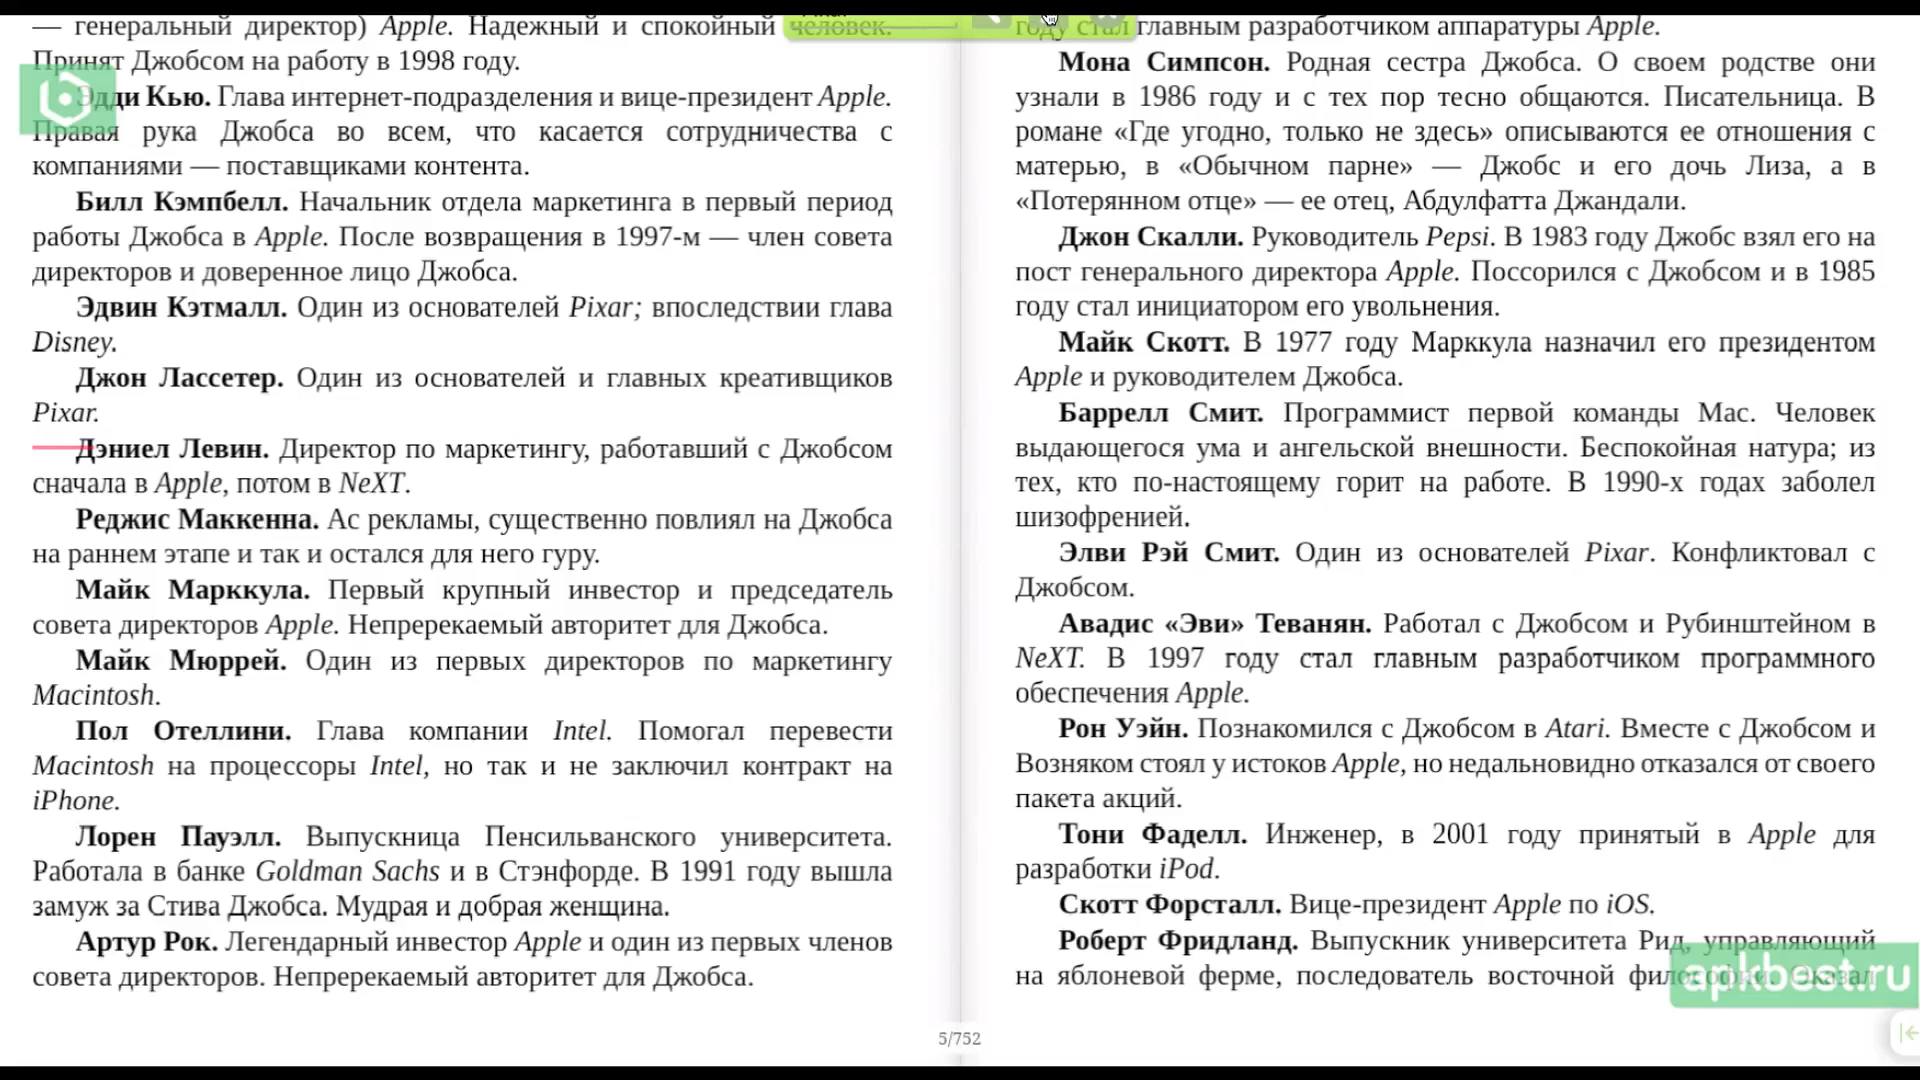 — генеральный директор) Apple. Надежный и спокойный человек.
Принят Джобсом на работу в 1998 году.
Эдди Кью. Глава интернет-подразделения и вице-президент Apple.
Правая рука Джобса во всем, что касается сотрудничества с
компаниями — поставщиками контента.
Билл Кэмпбелл. Начальник отдела маркетинга в первый период
работы Джобса в Apple. После возвращения в 1997-м — член совета
директоров и доверенное лицо Джобса.
Эдвин Кэтмалл. Один из основателей Pixar; впоследствии глава
Disney.
Джон Лассетер. Один из основателей и главных креативщиков
Pixar.
Дэниел Левин. Директор по маркетингу, работавший с Джобсом
сначала в Apple, потом в NeXT.
Реджис Маккенна. Ас рекламы, существенно повлиял на Джобса
на раннем этапе и так и остался для него гуру.
Майк Марккула. Первый крупный инвестор и председатель
совета директоров Apple. Непререкаемый авторитет для Джобса.
Майк Мюррей. Один из первых директоров по маркетингу
Macintosh.
Пол Отеллини. Глава компании Intel. Помогал перевести
Macintosh на процессоры Intel, но так и не заключил контракт на
iPhone.
Лорен Пауэлл. Выпускница Пенсильванского университета.
Работала в банке Goldman Sachs и в Стэнфорде. В 1991 году вышла
замуж за Стива Джобса. Мудрая и добрая женщина.
Артур Рок. Легендарный инвестор Apple и один из первых членов
совета директоров. Непререкаемый авторитет для Джобса.
году стал главным разработчиком аппаратуры Apple.
Мона Симпсон. Родная сестра Джобса. О своем родстве они
узнали в 1986 году и с тех пор тесно общаются. Писательница. В
романе «Где угодно, только не здесь» описываются ее отношения с
матерью, в «Обычном парне» — Джобс и его дочь Лиза, а в
«Потерянном отце» — ее отец, Абдулфатта Джандали.
Джон Скалли. Руководитель Pepsi. В 1983 году Джобс взял его на
пост генерального директора Apple. Поссорился с Джобсом и в 1985
году стал инициатором его увольнения.
Майк Скотт. В 1977 году Марккула назначил его президентом
Apple и руководителем Джобса.
Баррелл Смит. Программист первой команды Mac. Человек
выдающегося ума и ангельской внешности. Беспокойная натура; из
тех, кто по-настоящему горит на работе. В 1990-х годах заболел
шизофренией.
Элви Рэй Смит. Один из основателей Pixar. Конфликтовал с
Джобсом.
Авадис «Эви» Теванян. Работал с Джобсом и Рубинштейном в
NeXT. В 1997 году стал главным разработчиком программного
обеспечения Apple.
Рон Уэйн. Познакомился с Джобсом в Atari. Вместе с Джобсом и
Возняком стоял у истоков Apple, но недальновидно отказался от своего
пакета акций.
Тони Фаделл. Инженер, в 2001 году принятый в Apple для
разработки iPod.
Скотт Форсталл. Вице-президент Apple по iOS.
Роберт Фридланд. Выпускник университета Рид, управляющий
на яблоневой ферме, последователь восточной философии. Оказал
apkbest.ru
5/752